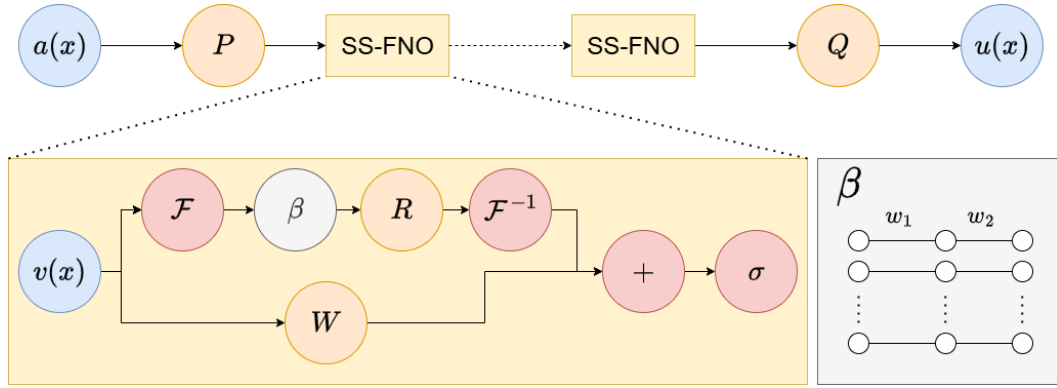 a(x) P SS-FNO SS-FNO Q u(x)
v(x) ℱ β R ℱ⁻¹ W + σ
β
w₁ w₂